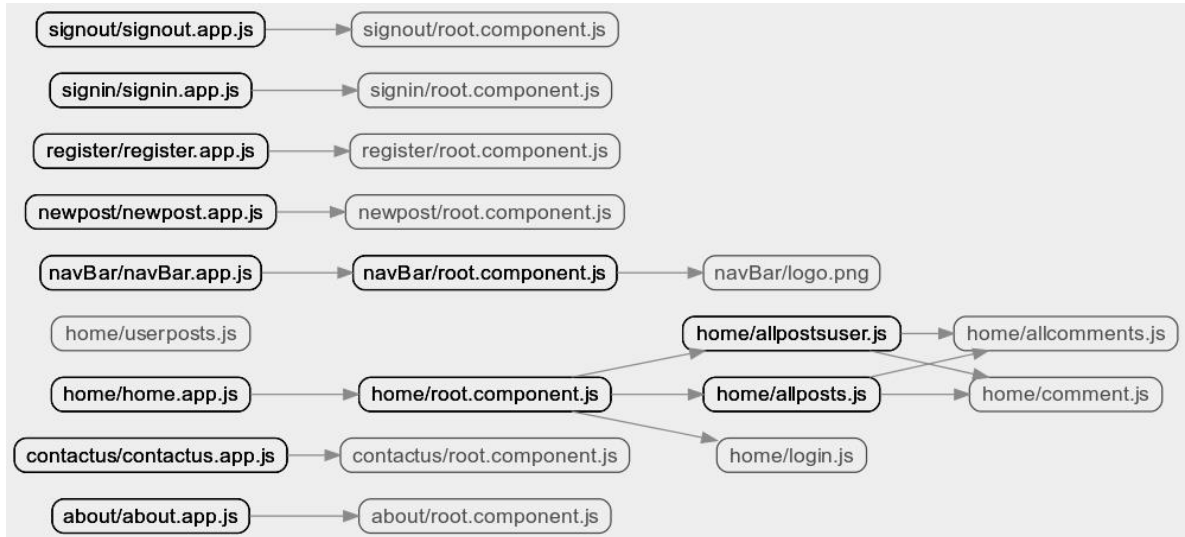 signout/signout.app.js signout/root.component.js
signin/signin.app.js signin/root.component.js
register/register.app.js register/root.component.js
newpost/newpost.app.js newpost/root.component.js
navBar/navBar.app.js navBar/root.component.js navBar/logo.png
home/userposts.js home/allpostsuser.js home/allcomments.js
home/home.app.js home/root.component.js home/allposts.js home/comment.js
contactus/contactus.app.js contactus/root.component.js home/login.js
about/about.app.js about/root.component.js